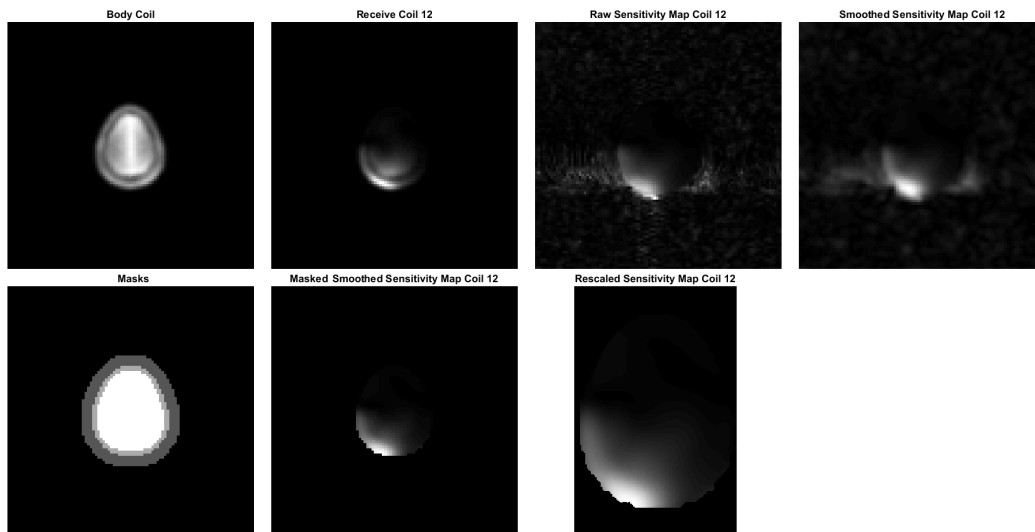 Body Coil
Receive Coil 12
Raw Sensitivity Map Coil 12
Smoothed Sensitivity Map Coil 12
Masks
Masked Smoothed Sensitivity Map Coil 12
Rescaled Sensitivity Map Coil 12